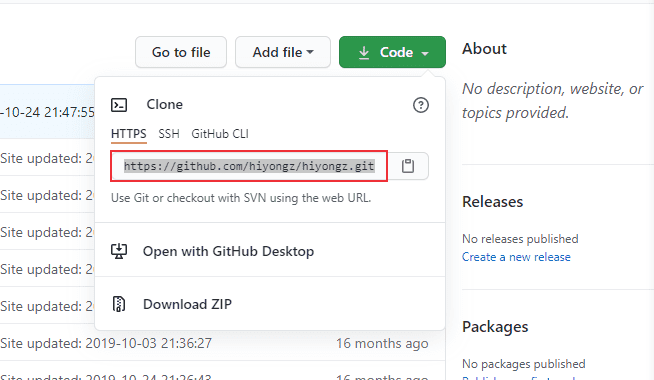 Go to file
Add file
Code
About
No description, website, or
topics provided.
-10-24 21:47:55
Clone
HTTPS SSH GitHub CLI
https://github.com/hiyongz/hiyongz.git
Use Git or checkout with SVN using the web URL.
Open with GitHub Desktop
Download ZIP
Site updated: 2
Site updated: 2
Site updated: 2
Site updated: 2
Site updated: 2
Site updated: 2
Site updated: 2019-10-03 21:36:27
16 months ago
Site updated: 2019-10-24 21:26:43
16 months ago
Releases
No releases published
Create a new release
Packages
No packages published